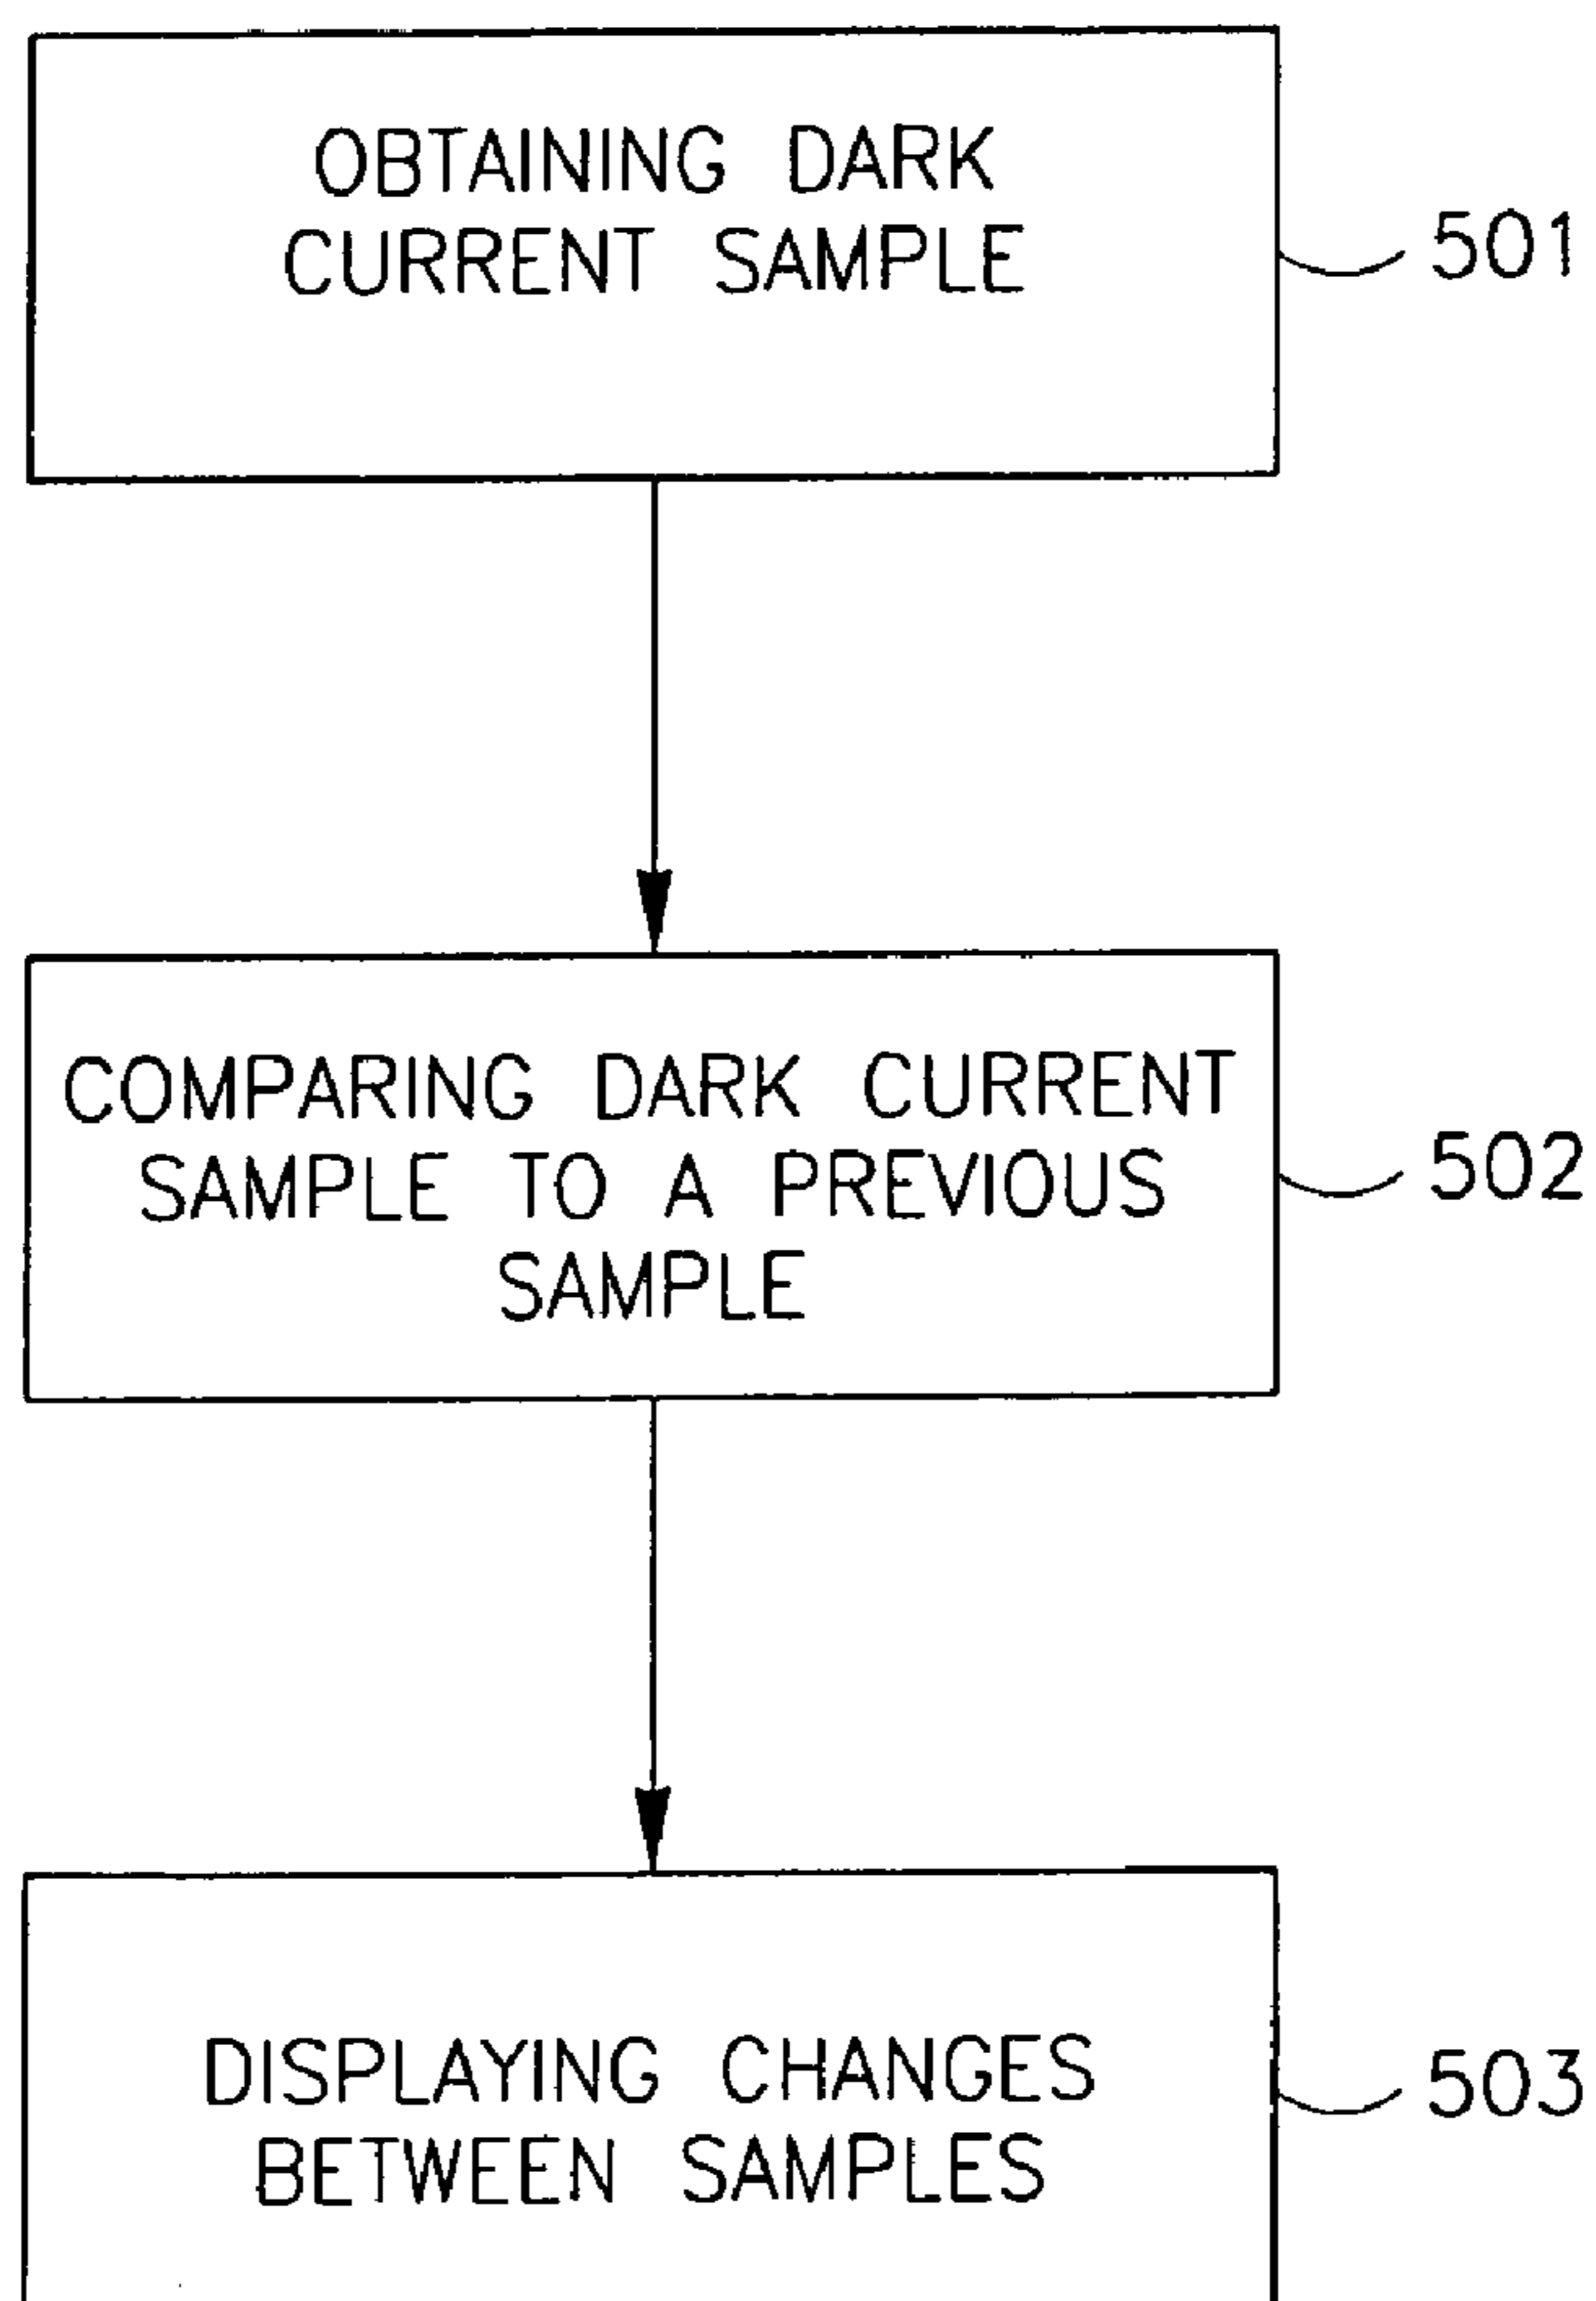 OBTAINING DARK
CURRENT SAMPLE
501
COMPARING DARK CURRENT
SAMPLE TO A PREVIOUS
SAMPLE
502
DISPLAYING CHANGES
BETWEEN SAMPLES
503